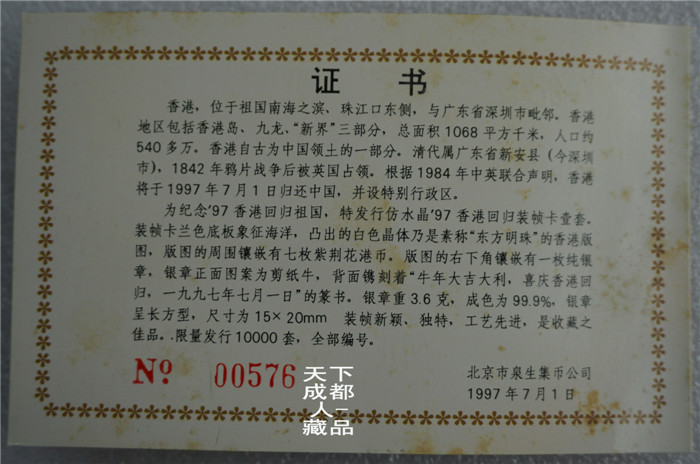 证 书
香港，位于祖国南海之滨、珠江口东侧，与广东省深圳市毗邻。香港
地区包括香港岛、九龙、“新界”三部分，总面积1068平方千米，人口约
540多万。香港自古为中国领土的一部分。清代属广东省新安县（今深圳
市），1842年鸦片战争后被英国占领。根据1984年中英联合声明，香港
将于1997年7月1日归还中国，并设特别行政区。
为纪念'97香港回归祖国，特发行仿水晶'97香港回归装帧卡壹套。
装帧卡兰色底板象征海洋，凸出的白色晶体乃是素称“东方明珠”的香港版
图，版图的周围镶嵌有七枚紫荆花港币。版图的右下角镶嵌有一枚纯银
章，银章正面图案为剪纸牛，背面镌刻着“牛年大吉大利，喜庆香港回
归，一九九七年七月一日”的篆书。银章重3.6克，成色为99.9%，银章
呈长方型，尺寸为15×20mm 装帧新颖、独特，工艺先进，是收藏之
佳品。.限量发行10000套，全部编号。
№ 00576
北京市泉生集币公司
1997年7月1日
天下
成都
人-
藏品